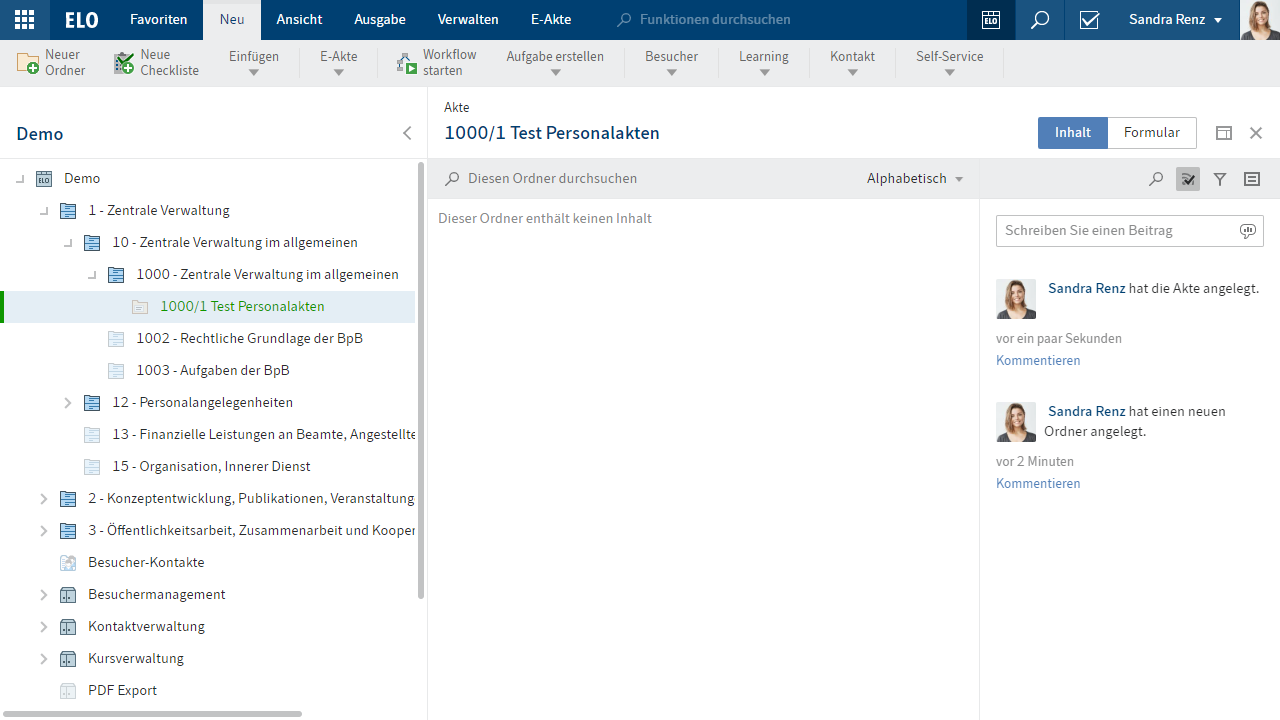 ELO Favoriten Neu Ansicht Ausgabe Verwalten E-Akte Funktionen durchsuchen ELO Sandra Renz
Neuer Ordner
Neue Checkliste
Einfügen
E-Akte
Workflow starten
Aufgabe erstellen
Besucher
Learning
Kontakt
Self-Service
Demo
ELO Demo
1 - Zentrale Verwaltung
10 - Zentrale Verwaltung im allgemeinen
1000 - Zentrale Verwaltung im allgemeinen
1000/1 Test Personalakten
1002 - Rechtliche Grundlage der BpB
1003 - Aufgaben der BpB
12 - Personalangelegenheiten
13 - Finanzielle Leistungen an Beamte, Angestellte
15 - Organisation, Innerer Dienst
2 - Konzeptentwicklung, Publikationen, Veranstaltung
3 - Öffentlichkeitsarbeit, Zusammenarbeit und Kooper
Besucher-Kontakte
Besuchermanagement
Kontaktverwaltung
Kursverwaltung
PDF Export
Akte
1000/1 Test Personalakten
Inhalt Formular
Diesen Ordner durchsuchen Alphabetisch
Dieser Ordner enthält keinen Inhalt
Schreiben Sie einen Beitrag
Sandra Renz hat die Akte angelegt.
vor ein paar Sekunden
Kommentieren
Sandra Renz hat einen neuen
Ordner angelegt.
vor 2 Minuten
Kommentieren